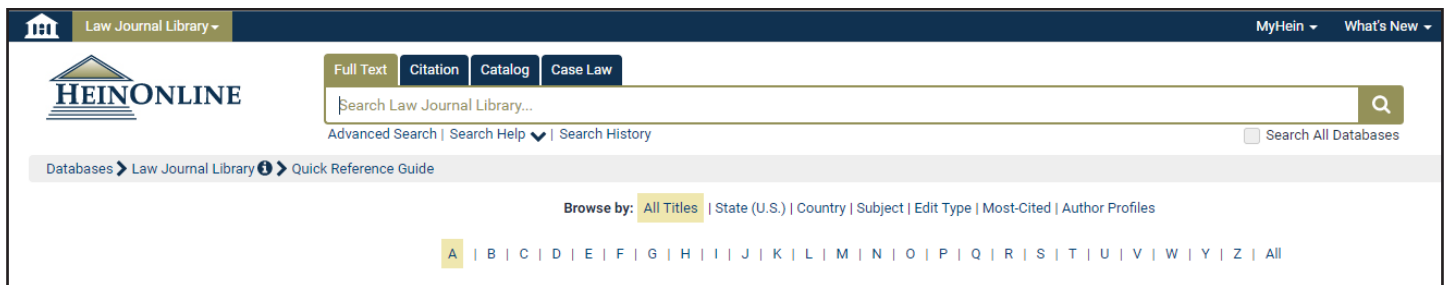 Law Journal Library MyHein What's New
HEINONLINE
Full Text Citation Catalog Case Law
Search Law Journal Library...
Advanced Search | Search Help | Search History Search All Databases
Databases Law Journal Library Quick Reference Guide
Browse by: All Titles | State (U.S.) | Country | Subject | Edit Type | Most-Cited | Author Profiles
A | B | C | D | E | F | G | H | I | J | K | L | M | N | O | P | Q | R | S | T | U | V | W | Y | Z | All